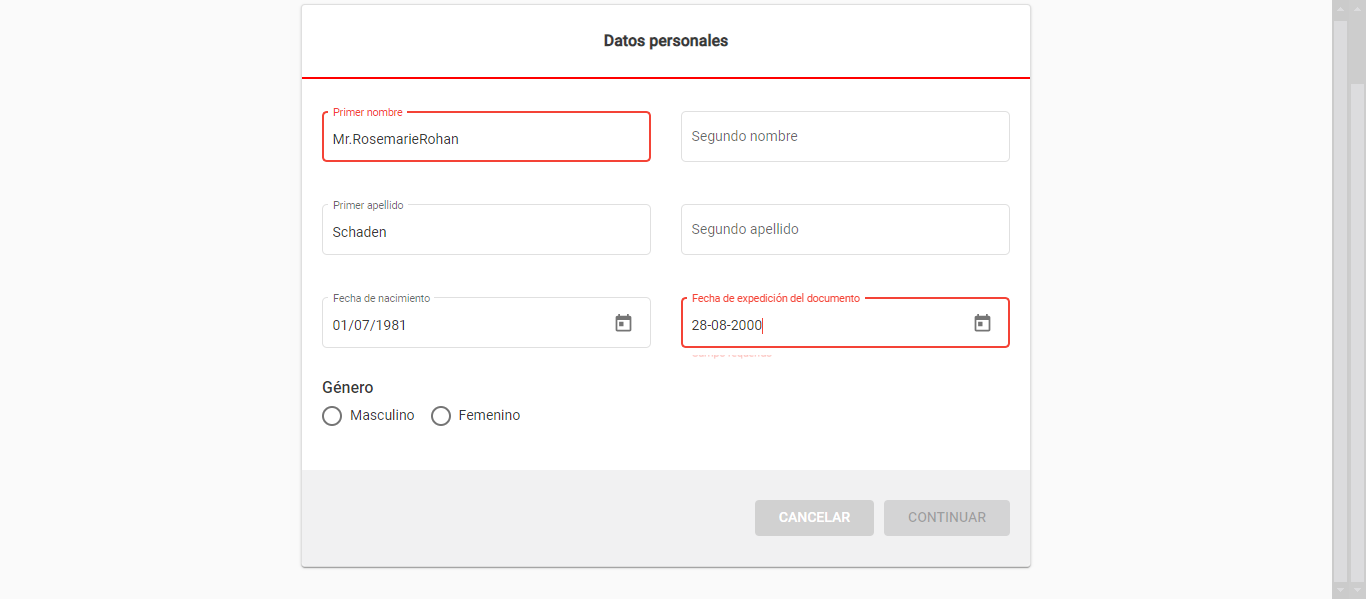 Datos personales
Primer nombre
Mr.RosemarieRohan
Segundo nombre
Primer apellido
Schaden
Segundo apellido
Fecha de nacimiento
01/07/1981
Fecha de expedición del documento
28-08-2000
Género
Masculino Femenino
CANCELAR CONTINUAR